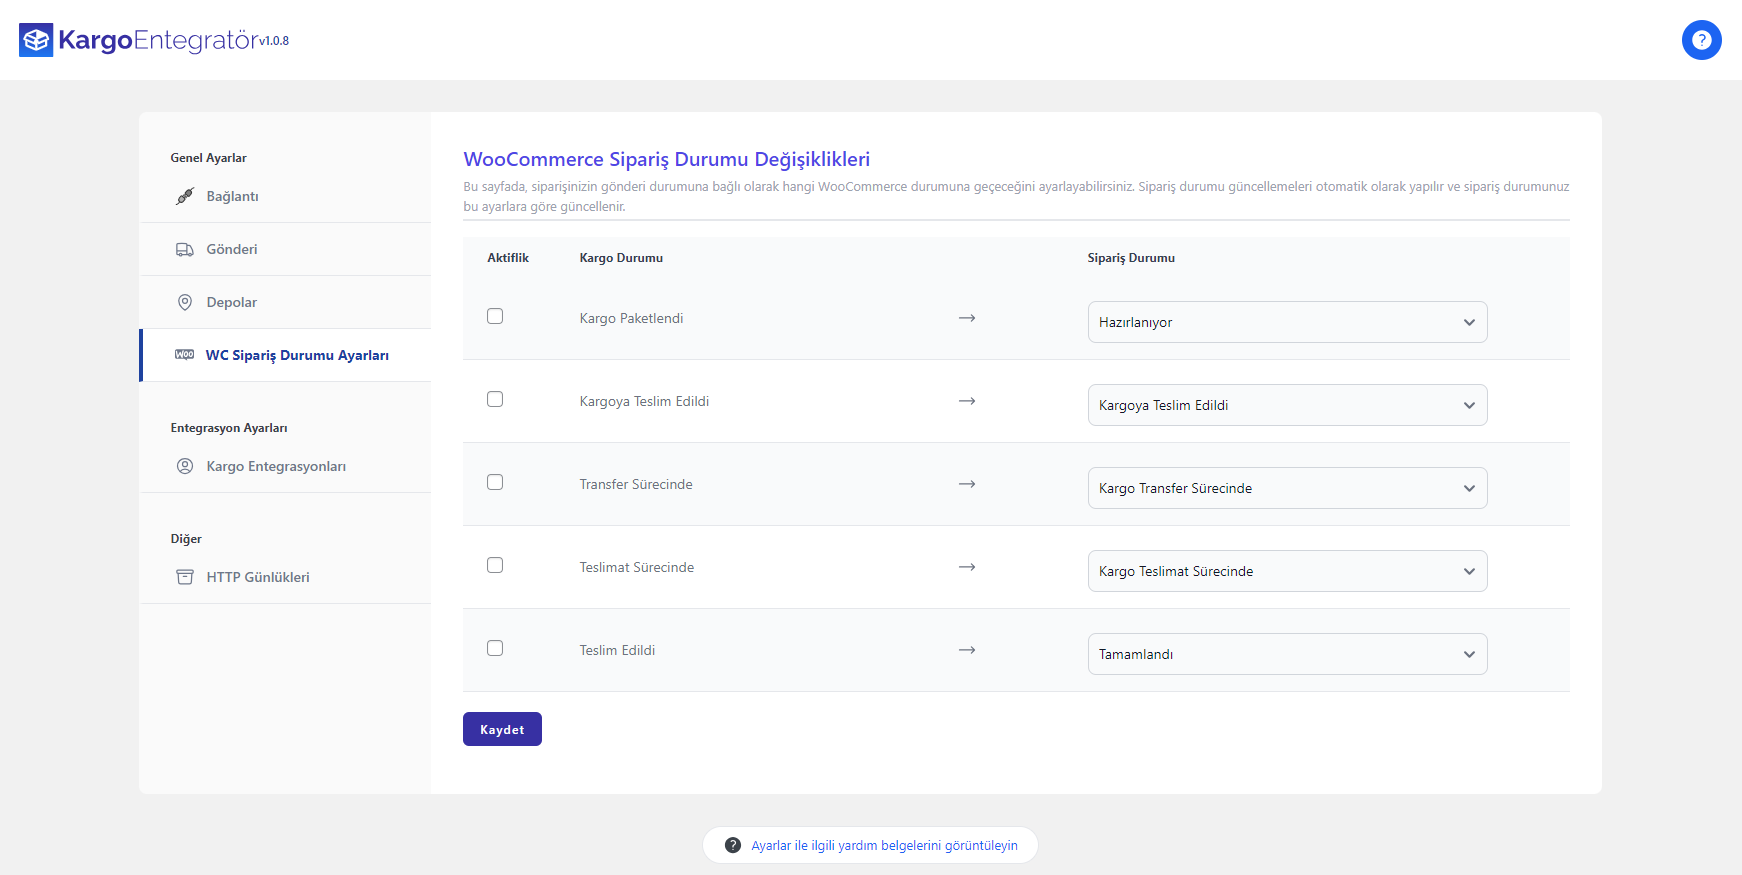 KargoEntegratör v1.0.8
Genel Ayarlar
Bağlantı
Gönderi
Depolar
WC Sipariş Durumu Ayarları
Entegrasyon Ayarları
Kargo Entegrasyonları
Diğer
HTTP Günlükleri
WooCommerce Sipariş Durumu Değişiklikleri
Bu sayfada, siparişinizin gönderi durumuna bağlı olarak hangi WooCommerce durumuna geçeceğini ayarlayabilirsiniz. Sipariş durumu güncellemeleri otomatik olarak yapılır ve sipariş durumunuz
bu ayarlara göre güncellenir.
Aktiflik Kargo Durumu Sipariş Durumu
Kargo Paketlendi → Hazırlanıyor
Kargoya Teslim Edildi → Kargoya Teslim Edildi
Transfer Sürecinde → Kargo Transfer Sürecinde
Teslimat Sürecinde → Kargo Teslimat Sürecinde
Teslim Edildi → Tamamlandı
Kaydet
Ayarlar ile ilgili yardım belgelerini görüntüleyin